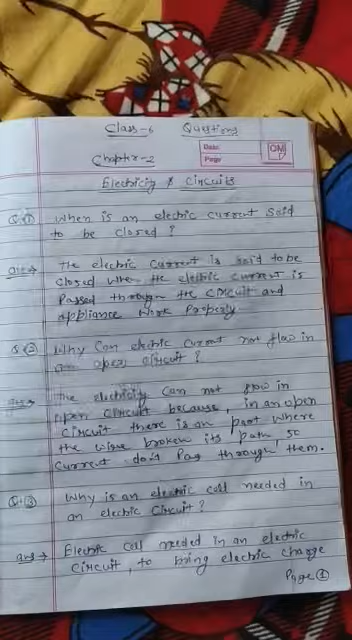 Class-6 Questions
Date:
Page
Chapter-2
Electricity & Circuits
Q.① When is an electric current said
to be closed?
ans→ The electric current is said to be
closed when the electric current is
Passed through the circuit and
appliance work Properly
Q.② Why Can electric current not flow in
an open circuit?
ans→ The electricity can not flow in
open circuit because, in an open
circuit there is an part where
the wire broken its path, so
current don't Pass through them.
Q.③ Why is an electric cell needed in
an electric Circuit?
ans→ Electric cell needed in an electric
circuit, to bring electric charge
Page ①